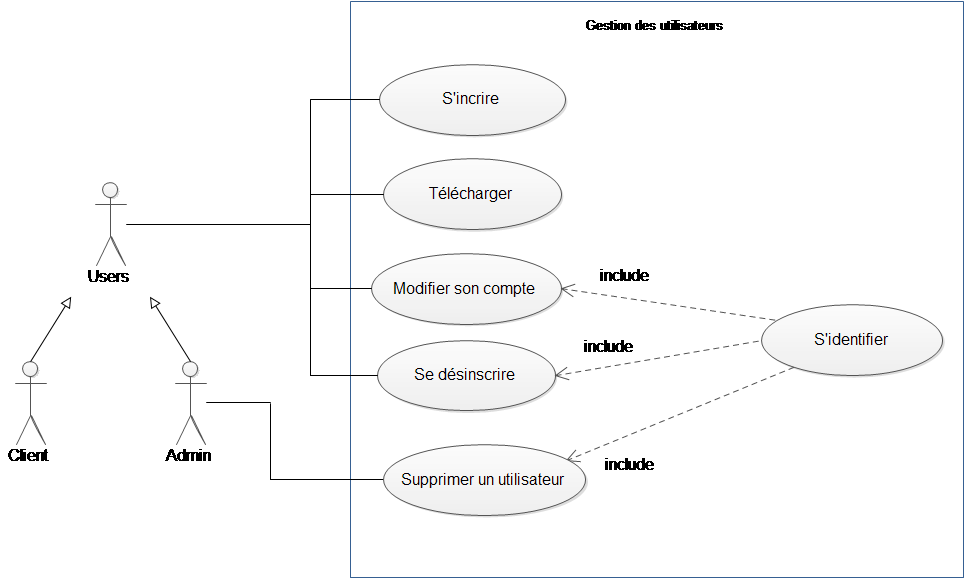 Gestion des utilisateurs
S'incrire
Télécharger
Users
include
Modifier son compte
S'identifier
include
Se désinscrire
Client
Admin
include
Supprimer un utilisateur